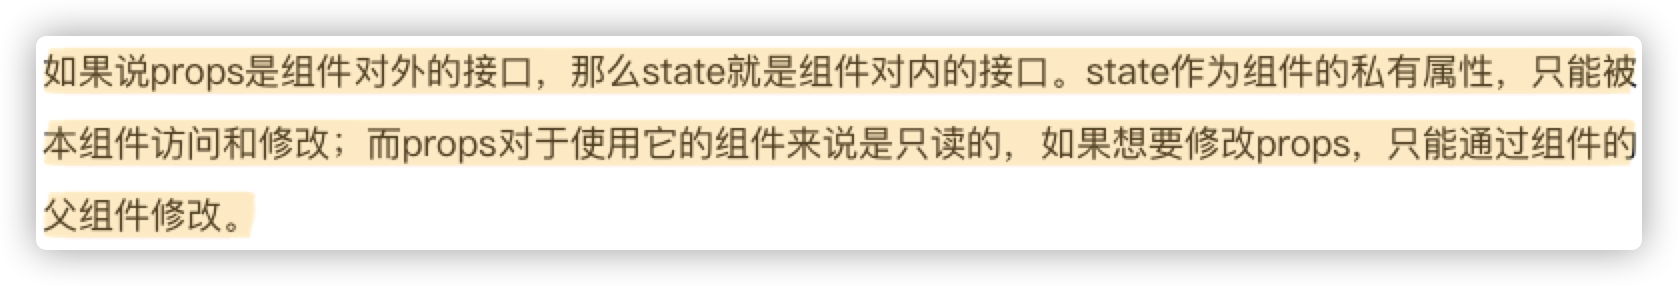 如果说props是组件对外的接口，那么state就是组件对内的接口。state作为组件的私有属性，只能被
本组件访问和修改；而props对于使用它的组件来说是只读的，如果想要修改props，只能通过组件的
父组件修改。